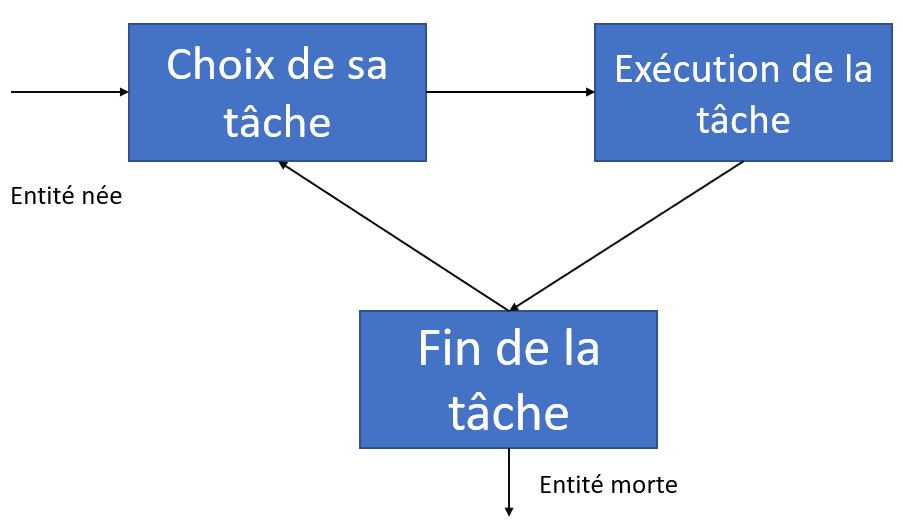 Choix de sa
tâche
Exécution de la
tâche
Entité née
Fin de la
tâche
Entité morte